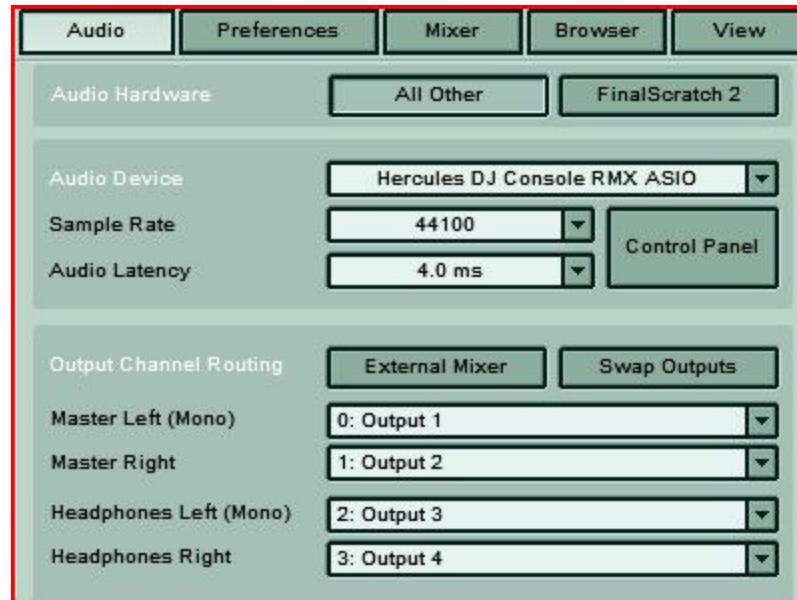 Audio Preferences Mixer Browser View
Audio Hardware All Other FinalScratch 2
Audio Device Hercules DJ Console RMX ASIO
Sample Rate 44100
Control Panel
Audio Latency 4.0 ms
Output Channel Routing External Mixer Swap Outputs
Master Left (Mono) 0: Output 1
Master Right 1: Output 2
Headphones Left (Mono) 2: Output 3
Headphones Right 3: Output 4